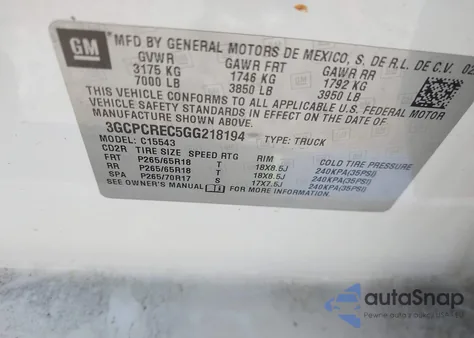 GM
MFD BY GENERAL MOTORS DE MEXICO, S. DE R.L. DE C.V. 02
GVWR GAWR FRT GAWR RR
3175 KG 1746 KG 1792 KG
7000 LB 3850 LB 3950 LB
THIS VEHICLE CONFORMS TO ALL APPLICABLE U.S. FEDERAL MOTOR
VEHICLE SAFETY STANDARDS IN EFFECT ON THE DATE OF
MANUFACTURE SHOWN ABOVE.
3GCPCREC5GG218194 TYPE: TRUCK
MODEL: C15543
CD2R TIRE SIZE SPEED RTG RIM COLD TIRE PRESSURE
FRT P265/65R18 T 18X8.5J 240KPA(35PSI)
RR P265/65R18 T 18X8.5J 240KPA(35PSI)
SPA P265/70R17 S 17X7.5J 240KPA(35PSI)
SEE OWNER'S MANUAL FOR MORE INFORMATION.
autoSnap
Pewne auta z USA